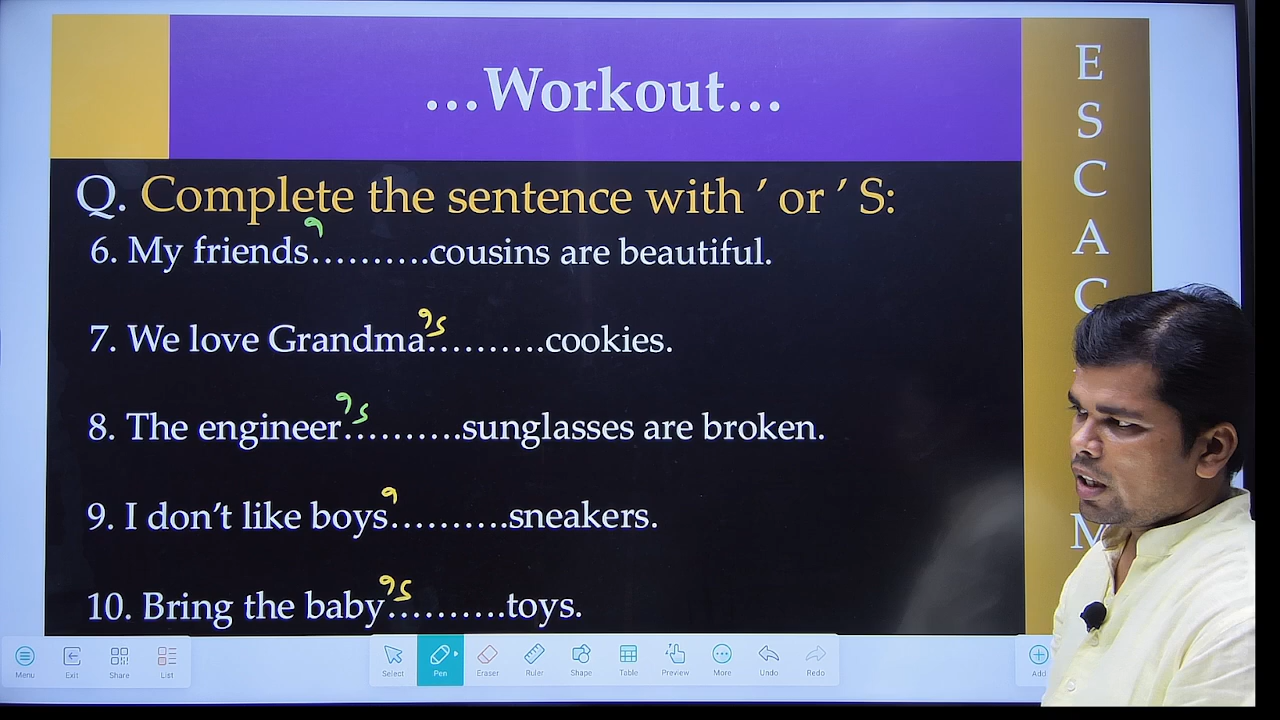 ...Workout...
Q. Complete the sentence with ’ or ’ S:
6. My friends’..........cousins are beautiful.
7. We love Grandma’s..........cookies.
8. The engineer’s..........sunglasses are broken.
9. I don’t like boys’..........sneakers.
10. Bring the baby’s..........toys.
E
S
C
A
C
M
Menu
Exit
Share
List
Select
Pen
Eraser
Ruler
Shape
Table
Preview
More
Undo
Redo
Add